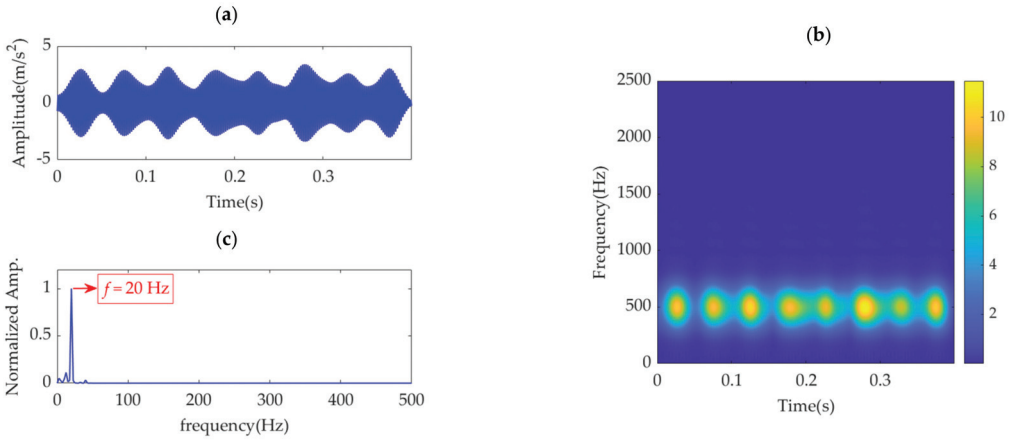 (a)
5
0
-5
Amplitude(m/s²)
0 0.1 0.2 0.3
Time(s)
(c)
1
0.5
0
Normalized Amp.
f = 20 Hz
0 100 200 300 400 500
frequency(Hz)
(b)
2500
2000
1500
1000
500
0
Frequency(Hz)
0 0.1 0.2 0.3
Time(s)
10
8
6
4
2